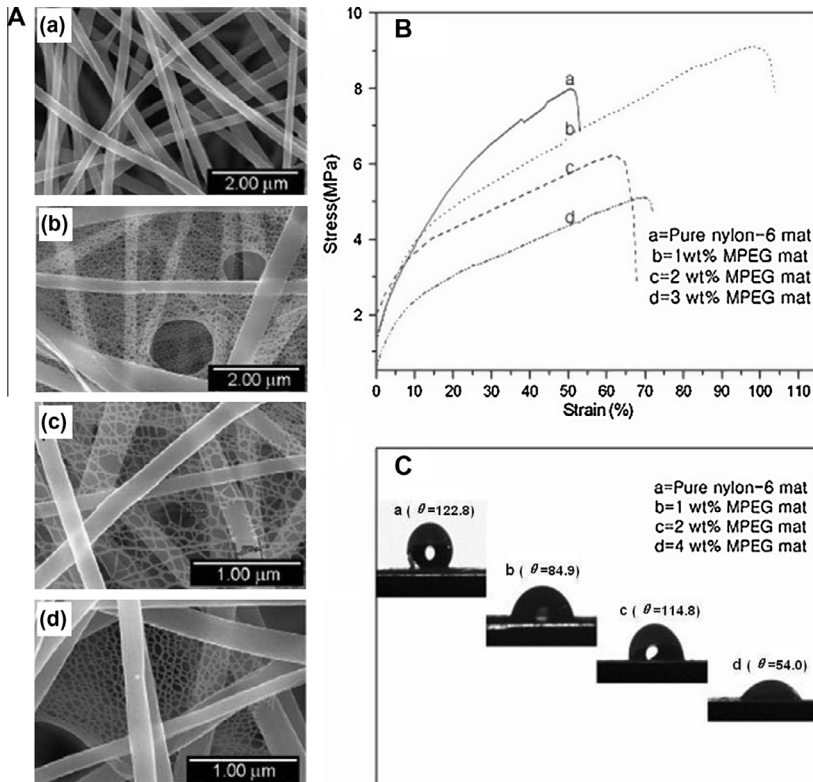 A
(a)
2.00 µm
(b)
2.00 µm
(c)
1.00 µm
(d)
1.00 µm
B
10
8
6
4
2
Stress(MPa)
0 10 20 30 40 50 60 70 80 90 100 110
Strain (%)
a
b
c
d
a=Pure nylon-6 mat
b=1wt% MPEG mat
c=2 wt% MPEG mat
d=3 wt% MPEG mat
C
a=Pure nylon-6 mat
b=1 wt% MPEG mat
c=2 wt% MPEG mat
d=4 wt% MPEG mat
a ( θ=122.8)
b ( θ=84.9)
c ( θ=114.8)
d ( θ=54.0)